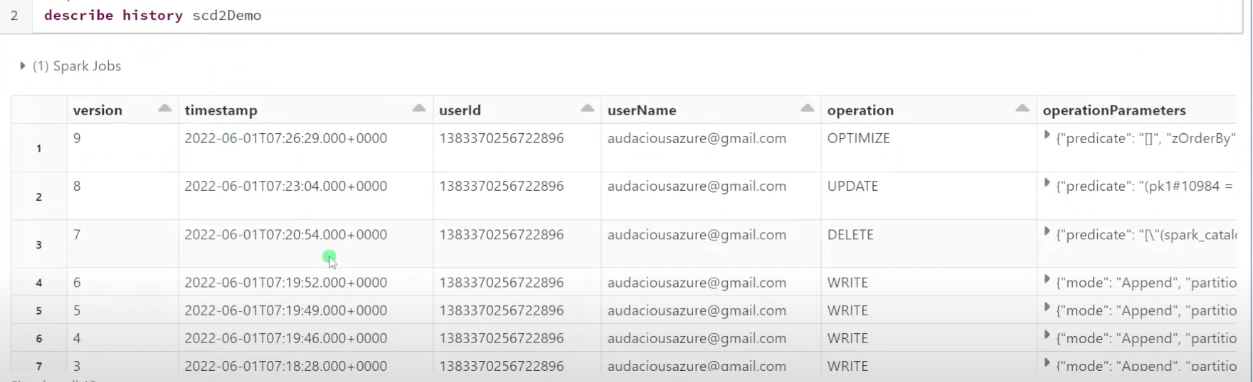 2 describe history scd2Demo
(1) Spark Jobs
version timestamp userId userName operation operationParameters
1 9 2022-06-01T07:26:29.000+0000 1383370256722896 audaciousazure@gmail.com OPTIMIZE {"predicate": "[]", "zOrderBy"
2 8 2022-06-01T07:23:04.000+0000 1383370256722896 audaciousazure@gmail.com UPDATE {"predicate": "(pk1#10984 =
3 7 2022-06-01T07:20:54.000+0000 1383370256722896 audaciousazure@gmail.com DELETE {"predicate": "[\"(spark_catalo
4 6 2022-06-01T07:19:52.000+0000 1383370256722896 audaciousazure@gmail.com WRITE {"mode": "Append", "partitio
5 5 2022-06-01T07:19:49.000+0000 1383370256722896 audaciousazure@gmail.com WRITE {"mode": "Append", "partitio
6 4 2022-06-01T07:19:46.000+0000 1383370256722896 audaciousazure@gmail.com WRITE {"mode": "Append", "partitio
7 3 2022-06-01T07:18:28.000+0000 1383370256722896 audaciousazure@gmail.com WRITE {"mode": "Append", "partitio